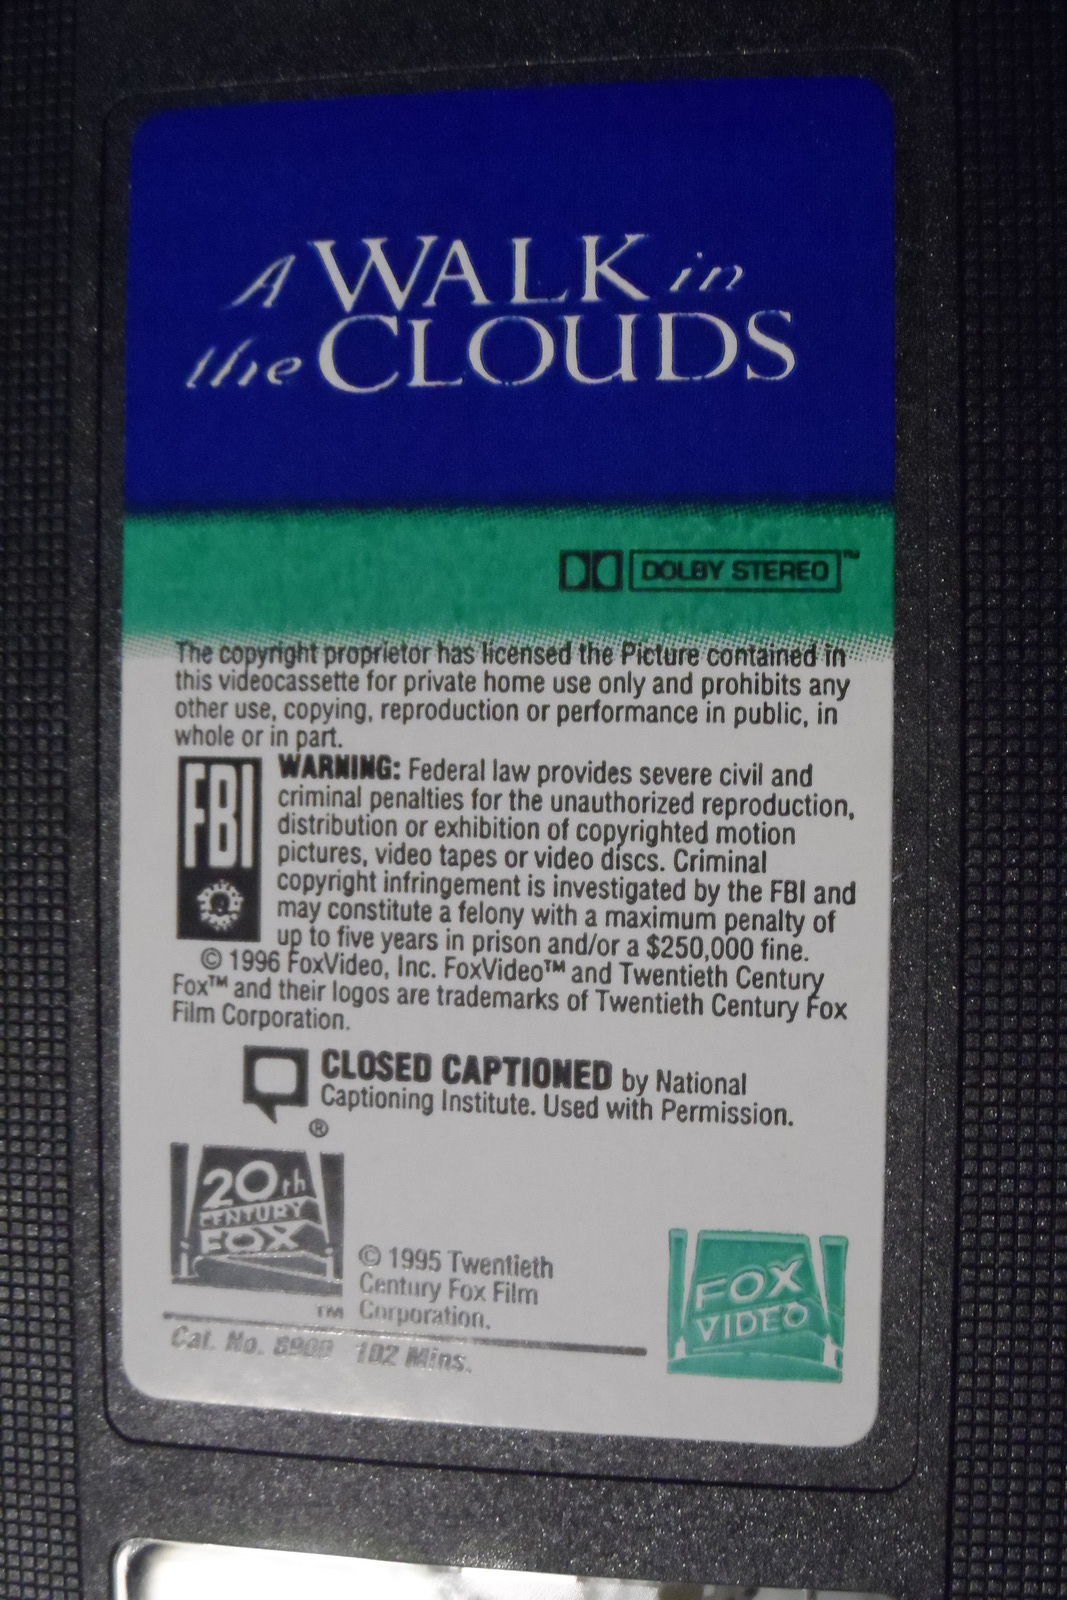 A WALK in
the CLOUDS
DOLBY STEREO™
The copyright proprietor has licensed the Picture contained in
this videocassette for private home use only and prohibits any
other use, copying, reproduction or performance in public, in
whole or in part.
FBI
WARNING: Federal law provides severe civil and
criminal penalties for the unauthorized reproduction,
distribution or exhibition of copyrighted motion
pictures, video tapes or video discs. Criminal
copyright infringement is investigated by the FBI and
may constitute a felony with a maximum penalty of
up to five years in prison and/or a $250,000 fine.
© 1996 FoxVideo, Inc. FoxVideo™ and Twentieth Century
Fox™ and their logos are trademarks of Twentieth Century Fox
Film Corporation.
CLOSED CAPTIONED by National
Captioning Institute. Used with Permission.
®
20th
CENTURY
FOX
TM
© 1995 Twentieth
Century Fox Film
Corporation.
FOX
VIDEO
Cat. No. 8900 102 Mins.